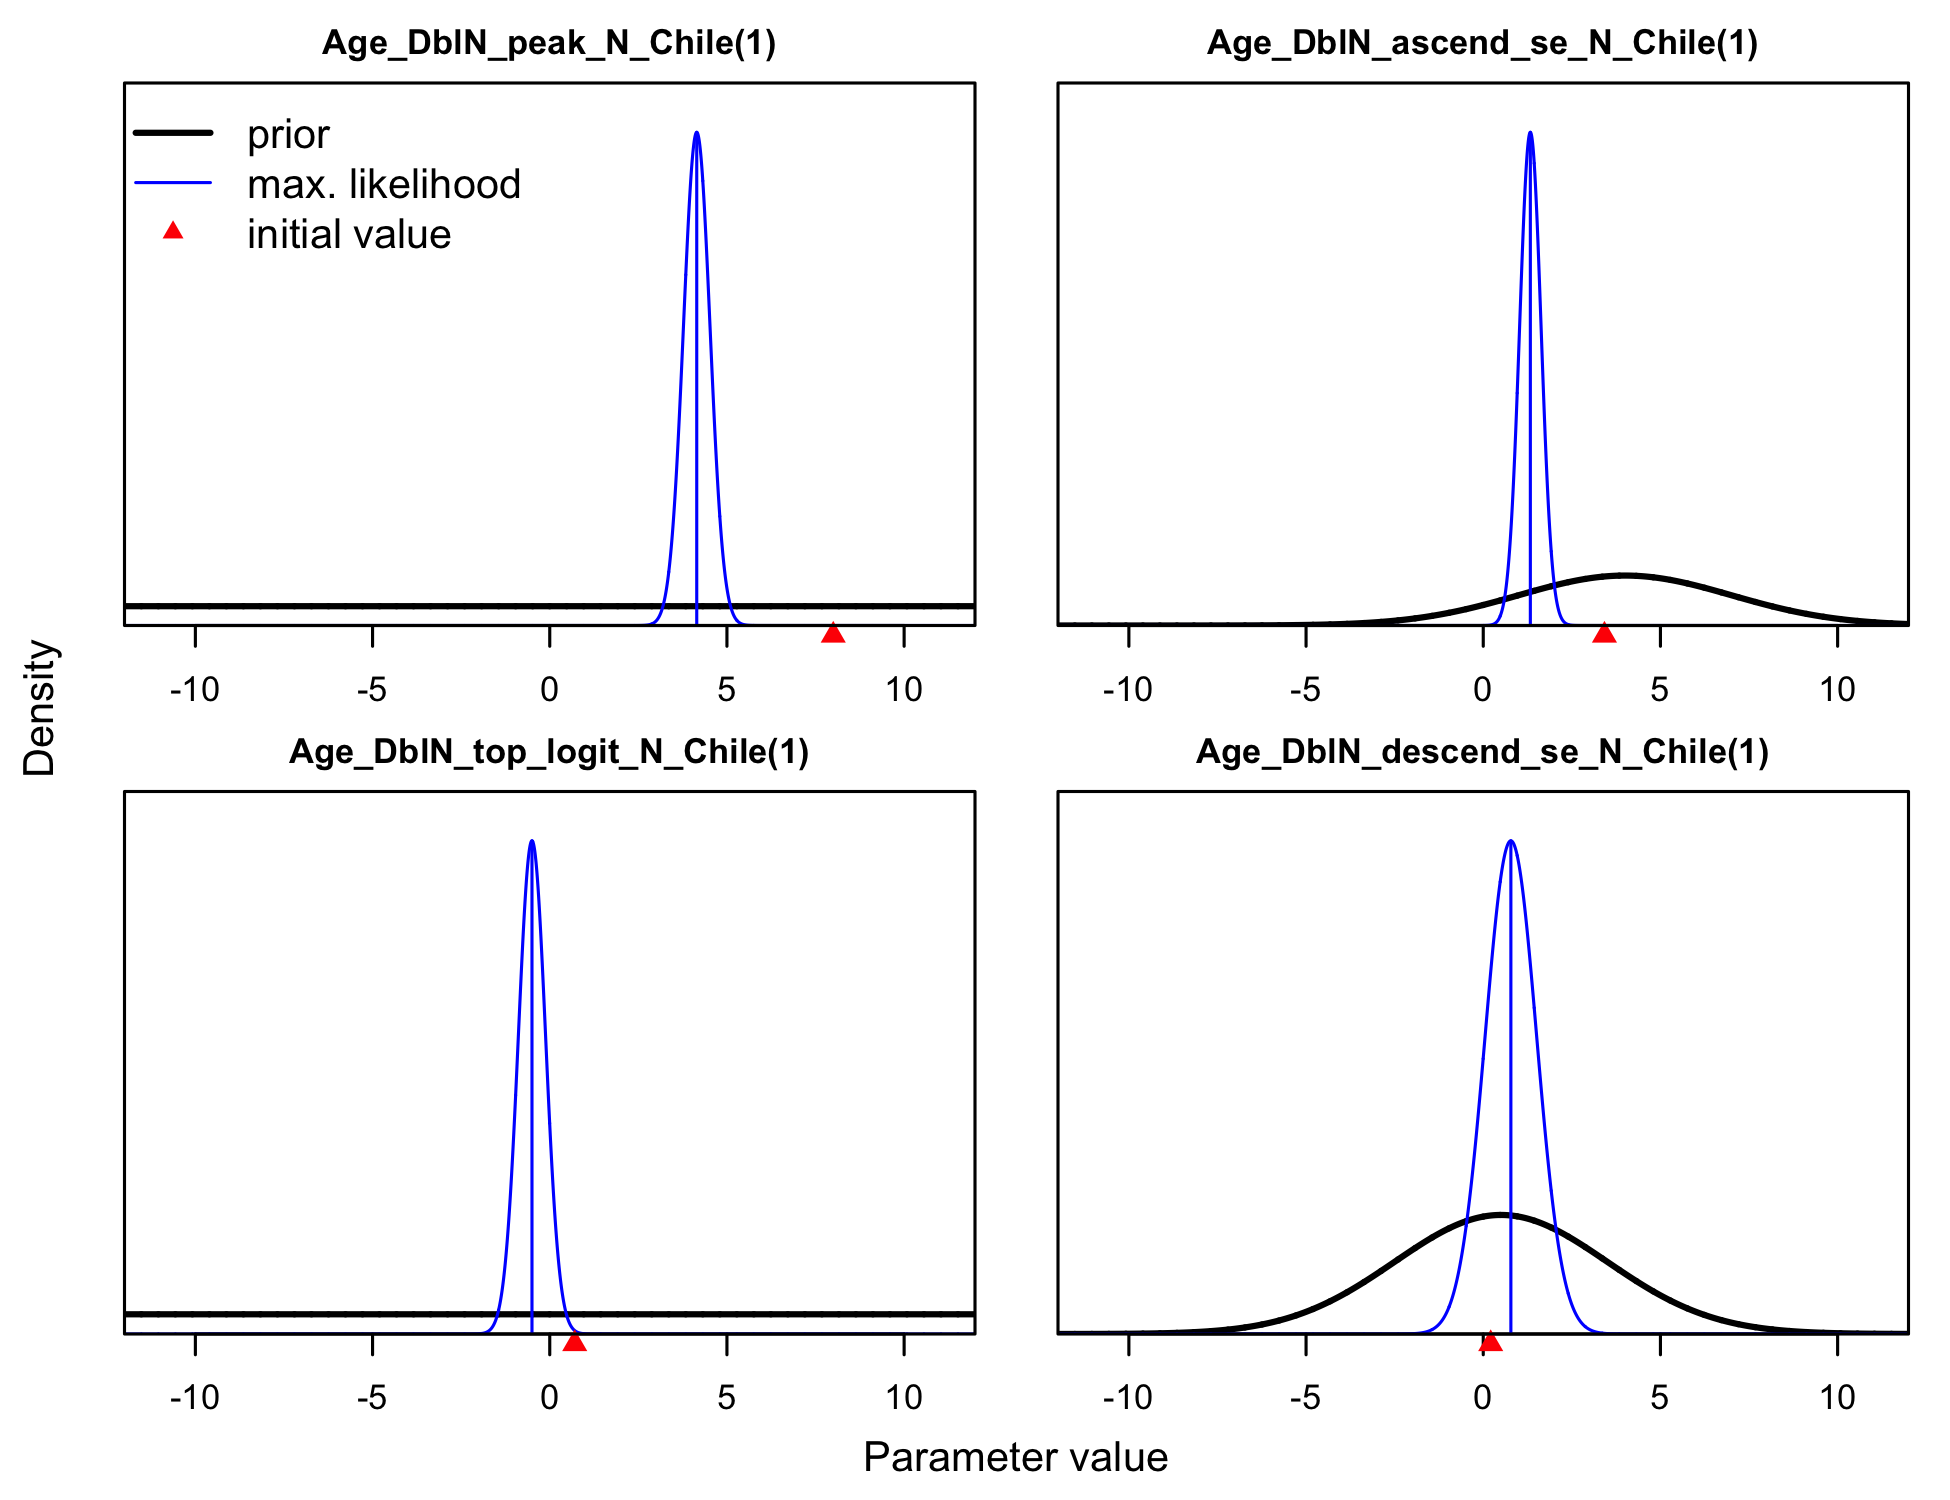 Age_DblN_peak_N_Chile(1)
prior
max. likelihood
initial value
-10 -5 0 5 10
Age_DblN_ascend_se_N_Chile(1)
-10 -5 0 5 10
Age_DblN_top_logit_N_Chile(1)
-10 -5 0 5 10
Age_DblN_descend_se_N_Chile(1)
-10 -5 0 5 10
Density
Parameter value